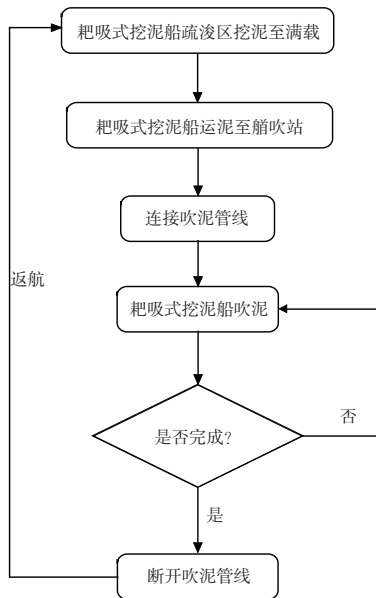 耙吸式挖泥船疏浚区挖泥至满载
耙吸式挖泥船运泥至艏吹站
连接吹泥管线
返航
耙吸式挖泥船吹泥
是否完成?
否
是
断开吹泥管线